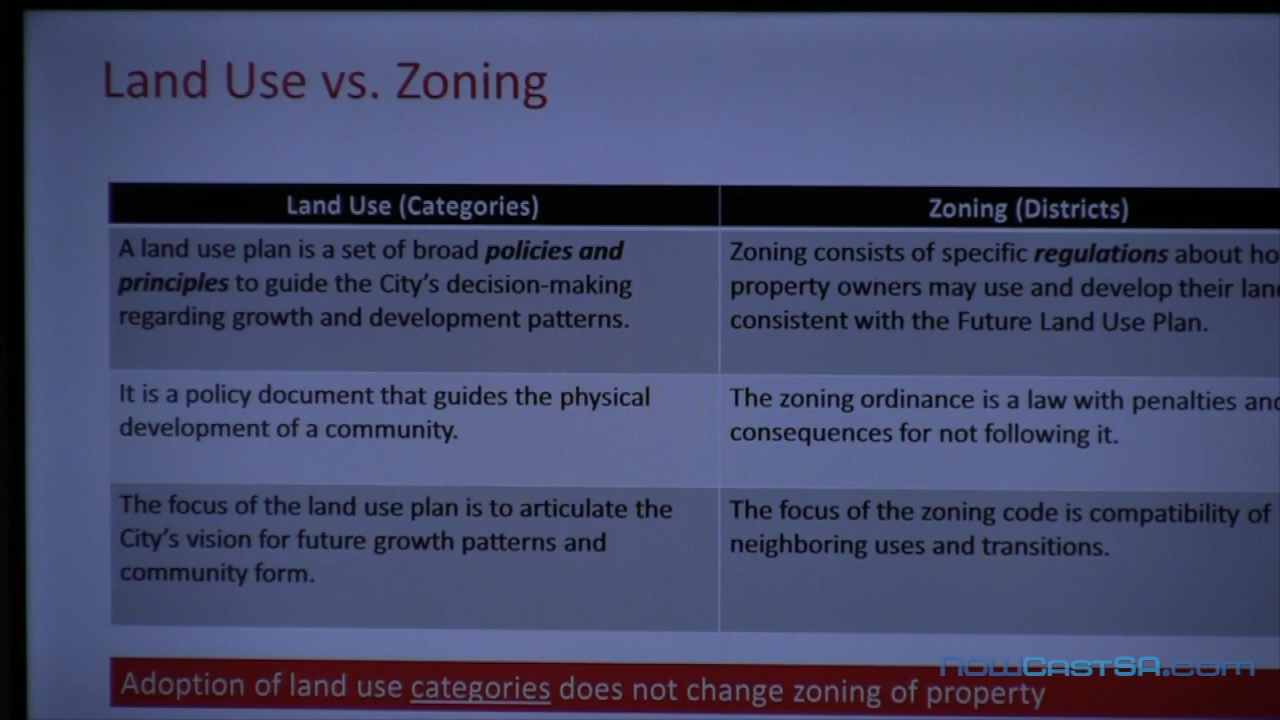 Land Use vs. Zoning
Land Use (Categories)
Zoning (Districts)
A land use plan is a set of broad policies and
principles to guide the City's decision-making
regarding growth and development patterns.
Zoning consists of specific regulations about ho
property owners may use and develop their lan
consistent with the Future Land Use Plan.
It is a policy document that guides the physical
development of a community.
The zoning ordinance is a law with penalties and
consequences for not following it.
The focus of the land use plan is to articulate the
City's vision for future growth patterns and
community form.
The focus of the zoning code is compatibility of
neighboring uses and transitions.
Adoption of land use categories does not change zoning of property
nowcastsa.com